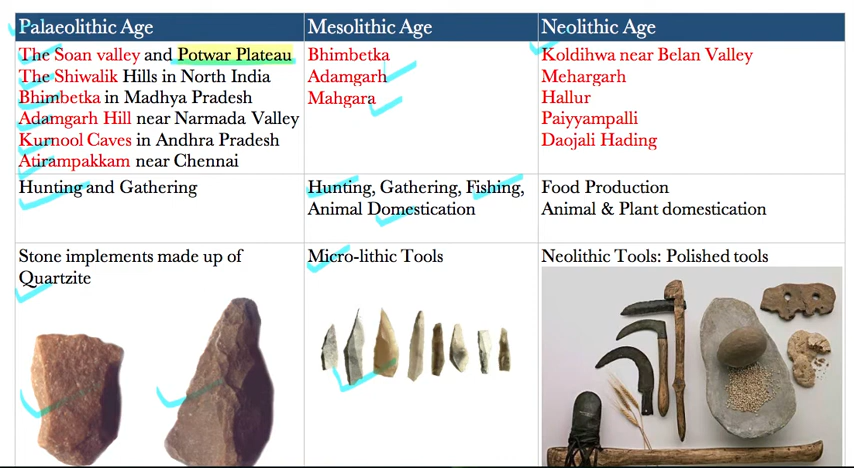 Palaeolithic Age
Mesolithic Age
Neolithic Age
The Soan valley and Potwar Plateau
The Shiwalik Hills in North India
Bhimbetka in Madhya Pradesh
Adamgarh Hill near Narmada Valley
Kurnool Caves in Andhra Pradesh
Atirampakkam near Chennai
Bhimbetka
Adamgarh
Mahgara
Koldihwa near Belan Valley
Mehargarh
Hallur
Paiyyampalli
Daojali Hading
Hunting and Gathering
Hunting, Gathering, Fishing,
Animal Domestication
Food Production
Animal & Plant domestication
Stone implements made up of
Quartzite
Micro-lithic Tools
Neolithic Tools: Polished tools